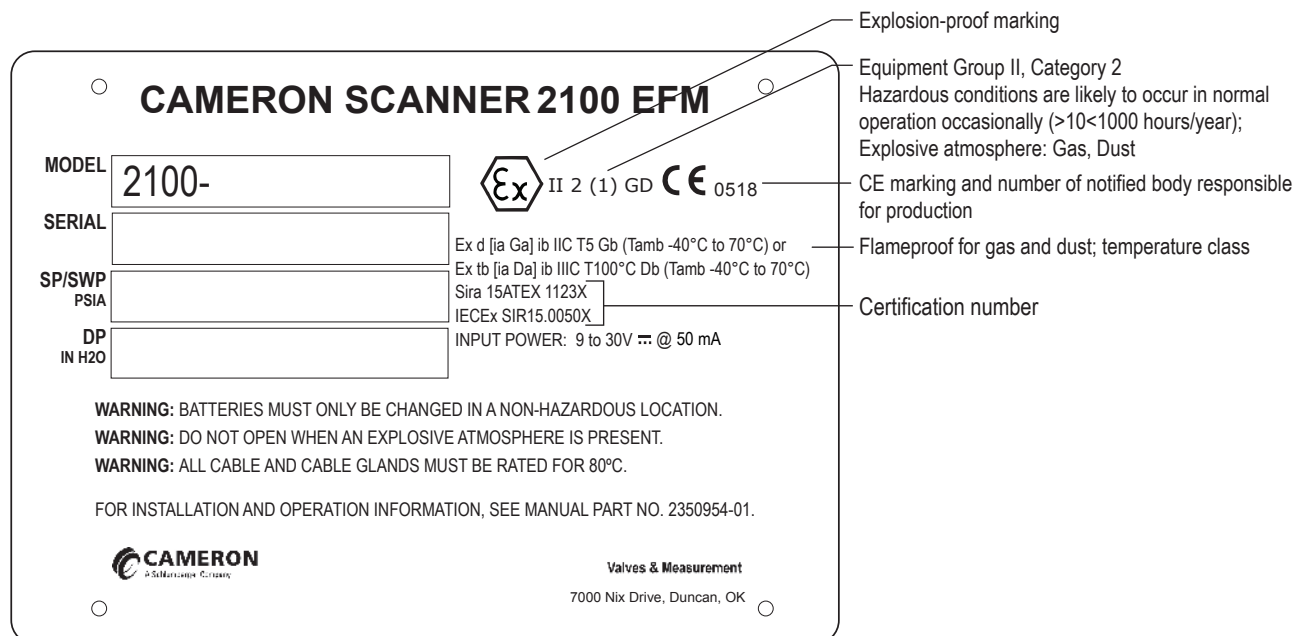 Explosion-proof marking
Equipment Group II, Category 2
Hazardous conditions are likely to occur in normal
operation occasionally (>10<1000 hours/year);
Explosive atmosphere: Gas, Dust
CE marking and number of notified body responsible
for production
Flameproof for gas and dust; temperature class
Certification number
CAMERON SCANNER 2100 EFM
MODEL 2100-
SERIAL
SP/SWP
PSIA
DP
IN H2O
Ex II 2 (1) GD CE 0518
Ex d [ia Ga] ib IIC T5 Gb (Tamb -40°C to 70°C) or
Ex tb [ia Da] ib IIIC T100°C Db (Tamb -40°C to 70°C)
Sira 15ATEX 1123X
IECEx SIR15.0050X
INPUT POWER: 9 to 30V ⎓ @ 50 mA
WARNING: BATTERIES MUST ONLY BE CHANGED IN A NON-HAZARDOUS LOCATION.
WARNING: DO NOT OPEN WHEN AN EXPLOSIVE ATMOSPHERE IS PRESENT.
WARNING: ALL CABLE AND CABLE GLANDS MUST BE RATED FOR 80ºC.
FOR INSTALLATION AND OPERATION INFORMATION, SEE MANUAL PART NO. 2350954-01.
CAMERON
A Schlumberger Company
Valves & Measurement
7000 Nix Drive, Duncan, OK